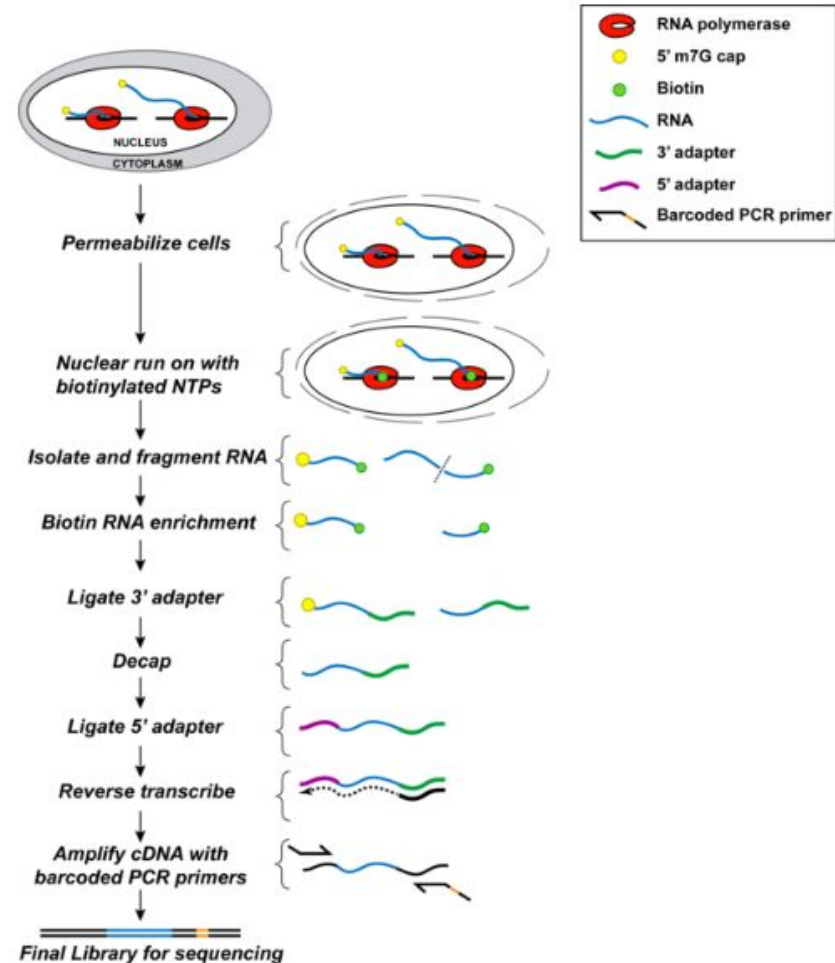 RNA polymerase
5' m7G cap
Biotin
RNA
3' adapter
5' adapter
Barcoded PCR primer
NUCLEUS
CYTOPLASM
Permeabilize cells
Nuclear run on with
biotinylated NTPs
Isolate and fragment RNA
Biotin RNA enrichment
Ligate 3' adapter
Decap
Ligate 5' adapter
Reverse transcribe
Amplify cDNA with
barcoded PCR primers
Final Library for sequencing